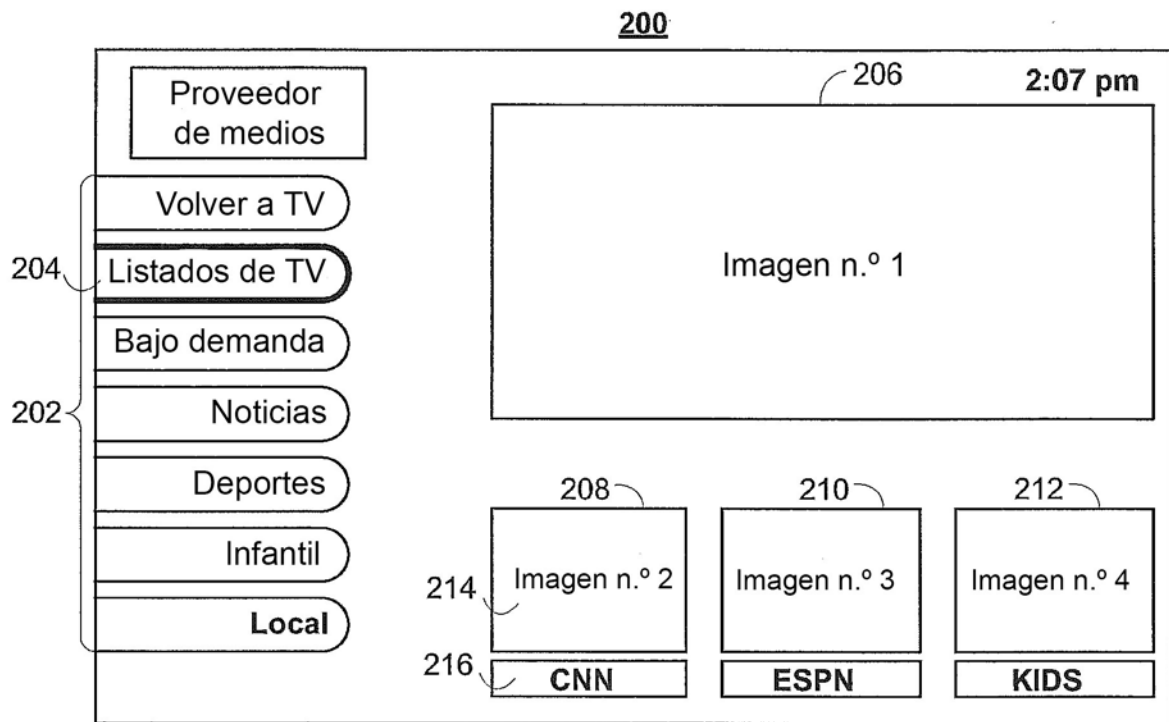 200
206
2:07 pm
Proveedor
de medios
Volver a TV
204
Listados de TV
Bajo demanda
202
Noticias
Deportes
Infantil
Local
Imagen n.º 1
208
210
212
214
Imagen n.º 2
Imagen n.º 3
Imagen n.º 4
216
CNN
ESPN
KIDS